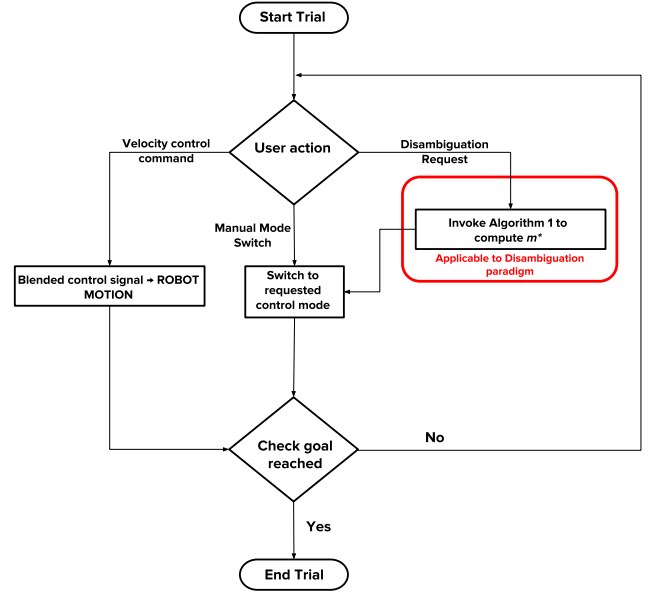 Start Trial
User action
Velocity control
command
Disambiguation
Request
Manual Mode
Switch
Invoke Algorithm 1 to
compute m*
Applicable to Disambiguation
paradigm
Blended control signal → ROBOT
MOTION
Switch to
requested
control mode
Check goal
reached
No
Yes
End Trial